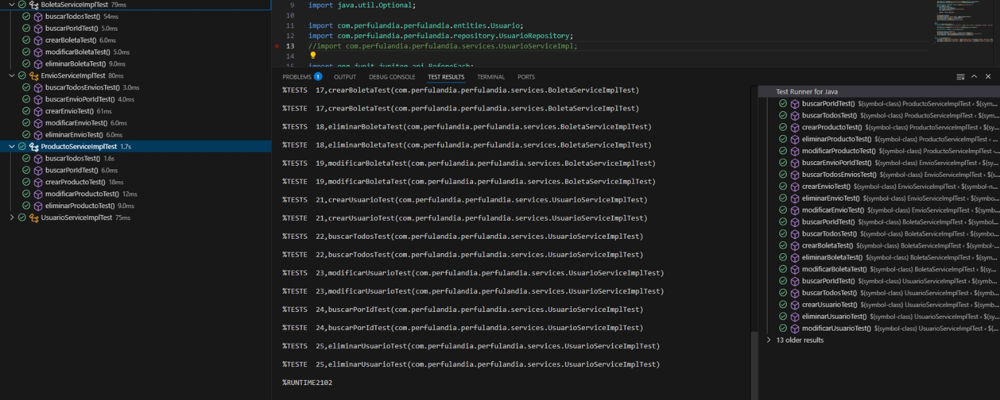 BoletaServiceImplTest 79ms
buscarTodosTest() 54ms
buscarPorIdTest() 5.0ms
crearBoletaTest() 6.0ms
modificarBoletaTest() 5.0ms
eliminarBoletaTest() 9.0ms
EnvioServiceImplTest 80ms
buscarTodosEnviosTest() 3.0ms
buscarEnvioPorIdTest() 4.0ms
crearEnvioTest() 61ms
modificarEnvioTest() 6.0ms
eliminarEnvioTest() 6.0ms
ProductoServiceImplTest 1.7s
buscarTodosTest() 1.6s
buscarPorIdTest() 6.0ms
crearProductoTest() 18ms
modificarProductoTest() 12ms
eliminarProductoTest() 9.0ms
UsuarioServiceImplTest 75ms
9 import java.util.Optional;
10
11 import com.perfulandia.perfulandia.entities.Usuario;
12 import com.perfulandia.perfulandia.repository.UsuarioRepository;
13 //import com.perfulandia.perfulandia.services.UsuarioServiceImpl;
14
15 import org.junit.jupiter.api.BeforeEach;
PROBLEMS 1 OUTPUT DEBUG CONSOLE TEST RESULTS TERMINAL PORTS
%TESTS 17,crearBoletaTest(com.perfulandia.perfulandia.services.BoletaServiceImplTest)
%TESTE 17,crearBoletaTest(com.perfulandia.perfulandia.services.BoletaServiceImplTest)
%TESTS 18,eliminarBoletaTest(com.perfulandia.perfulandia.services.BoletaServiceImplTest)
%TESTE 18,eliminarBoletaTest(com.perfulandia.perfulandia.services.BoletaServiceImplTest)
%TESTS 19,modificarBoletaTest(com.perfulandia.perfulandia.services.BoletaServiceImplTest)
%TESTE 19,modificarBoletaTest(com.perfulandia.perfulandia.services.BoletaServiceImplTest)
%TESTS 21,crearUsuarioTest(com.perfulandia.perfulandia.services.UsuarioServiceImplTest)
%TESTE 21,crearUsuarioTest(com.perfulandia.perfulandia.services.UsuarioServiceImplTest)
%TESTS 22,buscarTodosTest(com.perfulandia.perfulandia.services.UsuarioServiceImplTest)
%TESTE 22,buscarTodosTest(com.perfulandia.perfulandia.services.UsuarioServiceImplTest)
%TESTS 23,modificarUsuarioTest(com.perfulandia.perfulandia.services.UsuarioServiceImplTest)
%TESTE 23,modificarUsuarioTest(com.perfulandia.perfulandia.services.UsuarioServiceImplTest)
%TESTS 24,buscarPorIdTest(com.perfulandia.perfulandia.services.UsuarioServiceImplTest)
%TESTE 24,buscarPorIdTest(com.perfulandia.perfulandia.services.UsuarioServiceImplTest)
%TESTS 25,eliminarUsuarioTest(com.perfulandia.perfulandia.services.UsuarioServiceImplTest)
%TESTE 25,eliminarUsuarioTest(com.perfulandia.perfulandia.services.UsuarioServiceImplTest)
%RUNTIME2102
Test Runner for Java
buscarPorIdTest() $(symbol-class) ProductoServiceImplTest < $(sym...
buscarTodosTest() $(symbol-class) ProductoServiceImplTest < $(sym...
crearProductoTest() $(symbol-class) ProductoServiceImplTest < $(s...
eliminarProductoTest() $(symbol-class) ProductoServiceImplTest < ...
modificarProductoTest() $(symbol-class) ProductoServiceImplTest <...
buscarEnvioPorIdTest() $(symbol-class) EnvioServiceImplTest < $(sy...
buscarTodosEnviosTest() $(symbol-class) EnvioServiceImplTest < $(s...
crearEnvioTest() $(symbol-class) EnvioServiceImplTest < $(symbol-n...
eliminarEnvioTest() $(symbol-class) EnvioServiceImplTest < $(symbo...
modificarEnvioTest() $(symbol-class) EnvioServiceImplTest < $(symb...
buscarPorIdTest() $(symbol-class) BoletaServiceImplTest < $(symbol...
buscarTodosTest() $(symbol-class) BoletaServiceImplTest < $(symbo...
crearBoletaTest() $(symbol-class) BoletaServiceImplTest < $(symbol-...
eliminarBoletaTest() $(symbol-class) BoletaServiceImplTest < $(sym...
modificarBoletaTest() $(symbol-class) BoletaServiceImplTest < $(sy...
buscarPorIdTest() $(symbol-class) UsuarioServiceImplTest < $(symb...
buscarTodosTest() $(symbol-class) UsuarioServiceImplTest < $(symb...
crearUsuarioTest() $(symbol-class) UsuarioServiceImplTest < $(symb...
eliminarUsuarioTest() $(symbol-class) UsuarioServiceImplTest < $(sy...
modificarUsuarioTest() $(symbol-class) UsuarioServiceImplTest < $(...
13 older results